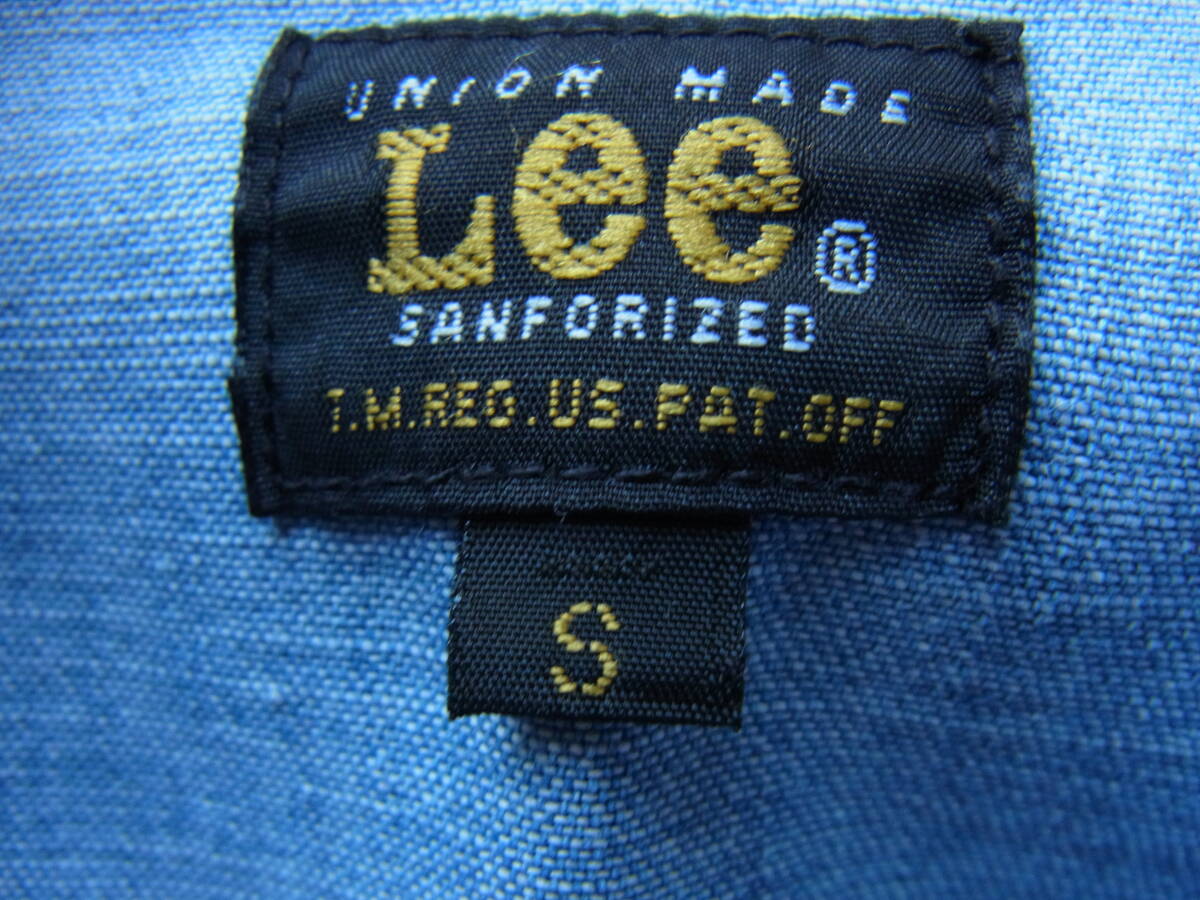 UNION MADE
Lee®
SANFORIZED
T.M.REG.US.PAT.OFF
S